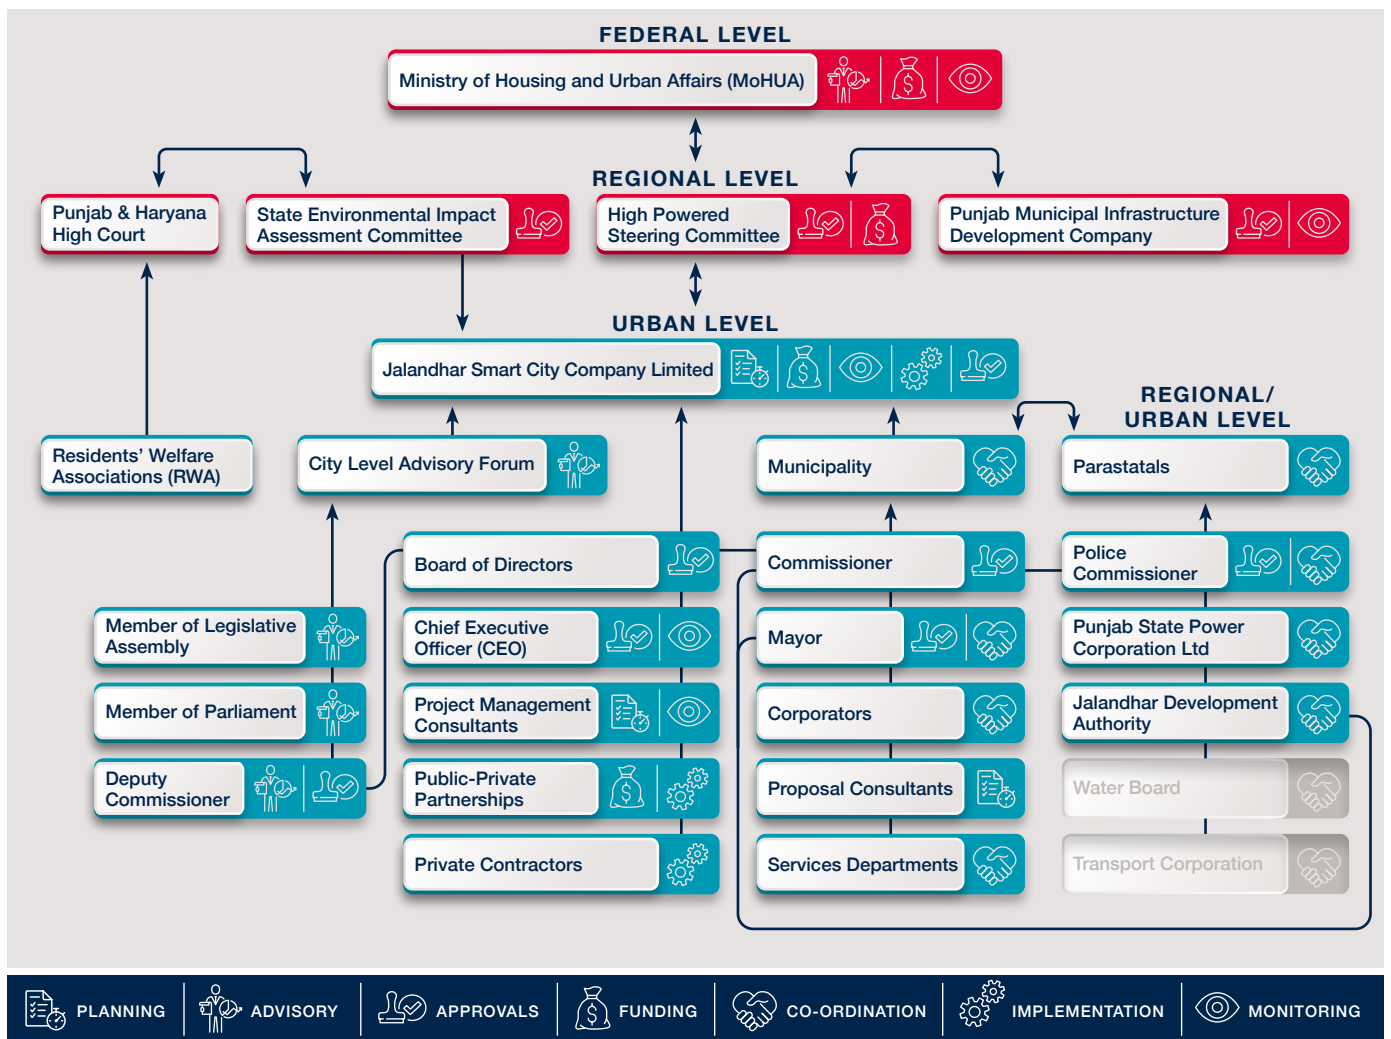 FEDERAL LEVEL
Ministry of Housing and Urban Affairs (MoHUA)
REGIONAL LEVEL
Punjab & Haryana
High Court
State Environmental Impact
Assessment Committee
High Powered
Steering Committee
Punjab Municipal Infrastructure
Development Company
URBAN LEVEL
Jalandhar Smart City Company Limited
REGIONAL/
URBAN LEVEL
Residents’ Welfare
Associations (RWA)
City Level Advisory Forum
Municipality
Parastatals
Board of Directors
Commissioner
Police
Commissioner
Member of Legislative
Assembly
Chief Executive
Officer (CEO)
Mayor
Punjab State Power
Corporation Ltd
Member of Parliament
Project Management
Consultants
Corporators
Jalandhar Development
Authority
Deputy
Commissioner
Public-Private
Partnerships
Proposal Consultants
Water Board
Private Contractors
Services Departments
Transport Corporation
PLANNING
ADVISORY
APPROVALS
FUNDING
CO-ORDINATION
IMPLEMENTATION
MONITORING